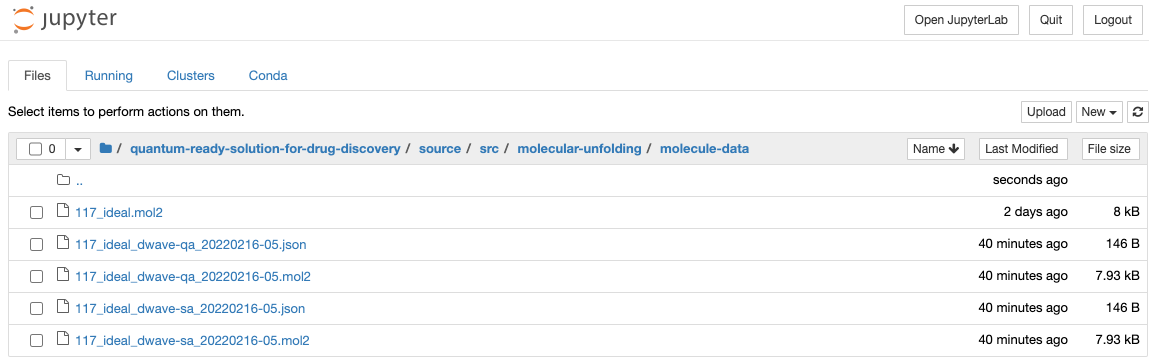 jupyter Open JupyterLab Quit Logout
Files Running Clusters Conda
Select items to perform actions on them. Upload New
0 / quantum-ready-solution-for-drug-discovery / source / src / molecular-unfolding / molecule-data Name Last Modified File size
.. seconds ago
117_ideal.mol2 2 days ago 8 kB
117_ideal_dwave-qa_20220216-05.json 40 minutes ago 146 B
117_ideal_dwave-qa_20220216-05.mol2 40 minutes ago 7.93 kB
117_ideal_dwave-sa_20220216-05.json 40 minutes ago 146 B
117_ideal_dwave-sa_20220216-05.mol2 40 minutes ago 7.93 kB